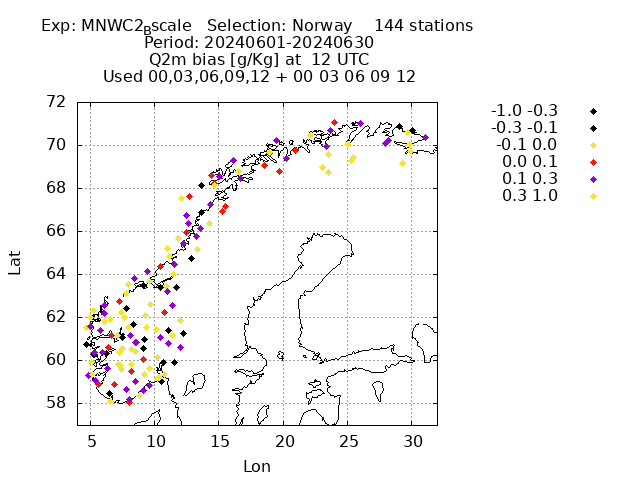 Exp: MNWC2Bscale Selection: Norway 144 stations
Period: 20240601-20240630
Q2m bias [g/Kg] at 12 UTC
Used 00,03,06,09,12 + 00 03 06 09 12
72
70
68
66
64
62
60
58
5 10 15 20 25 30
Lat
Lon
-1.0 -0.3
-0.3 -0.1
-0.1 0.0
0.0 0.1
0.1 0.3
0.3 1.0